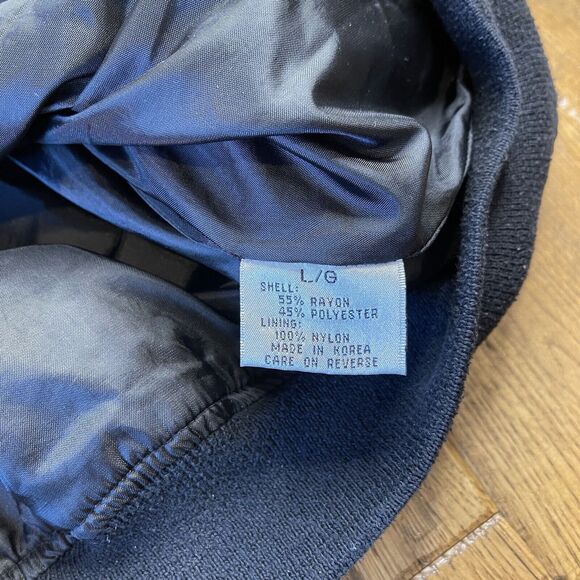 L/G
SHELL:
55% RAYON
45% POLYESTER
LINING:
100% NYLON
MADE IN KOREA
CARE ON REVERSE